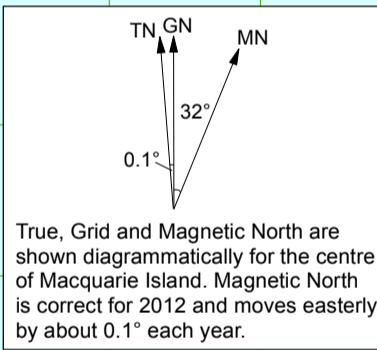 TN GN
MN
32°
0.1°
True, Grid and Magnetic North are
shown diagrammatically for the centre
of Macquarie Island. Magnetic North
is correct for 2012 and moves easterly
by about 0.1° each year.